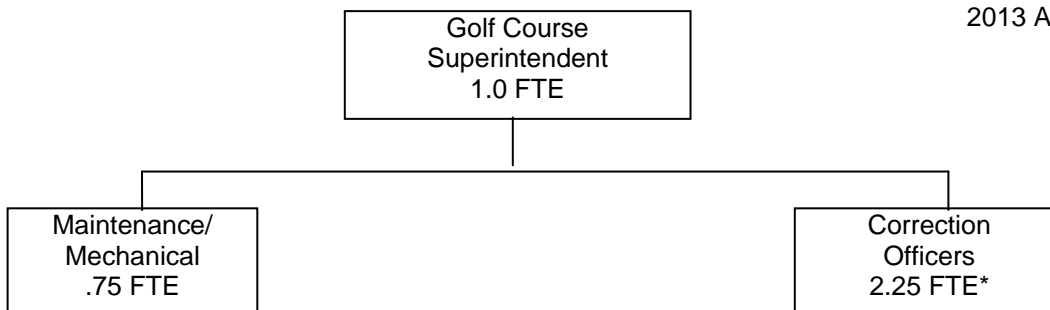 2013 A
Golf Course
Superintendent
1.0 FTE
Maintenance/
Mechanical
.75 FTE
Correction
Officers
2.25 FTE*